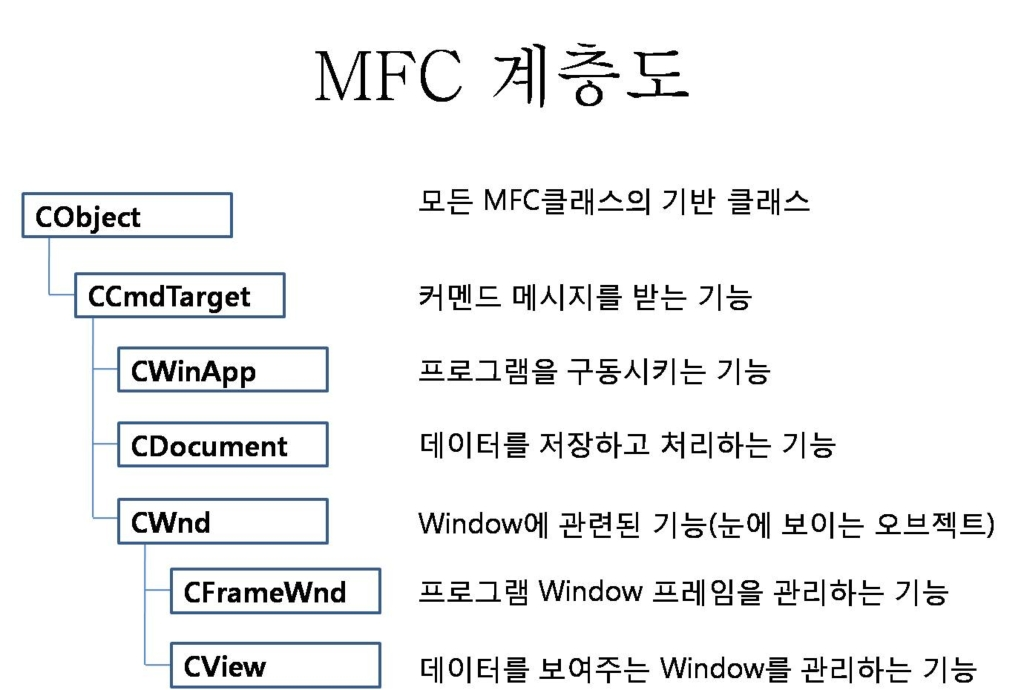 MFC 계층도
CObject
모든 MFC클래스의 기반 클래스
CCmdTarget
커멘드 메시지를 받는 기능
CWinApp
프로그램을 구동시키는 기능
CDocument
데이터를 저장하고 처리하는 기능
CWnd
Window에 관련된 기능(눈에 보이는 오브젝트)
CFrameWnd
프로그램 Window 프레임을 관리하는 기능
CView
데이터를 보여주는 Window를 관리하는 기능